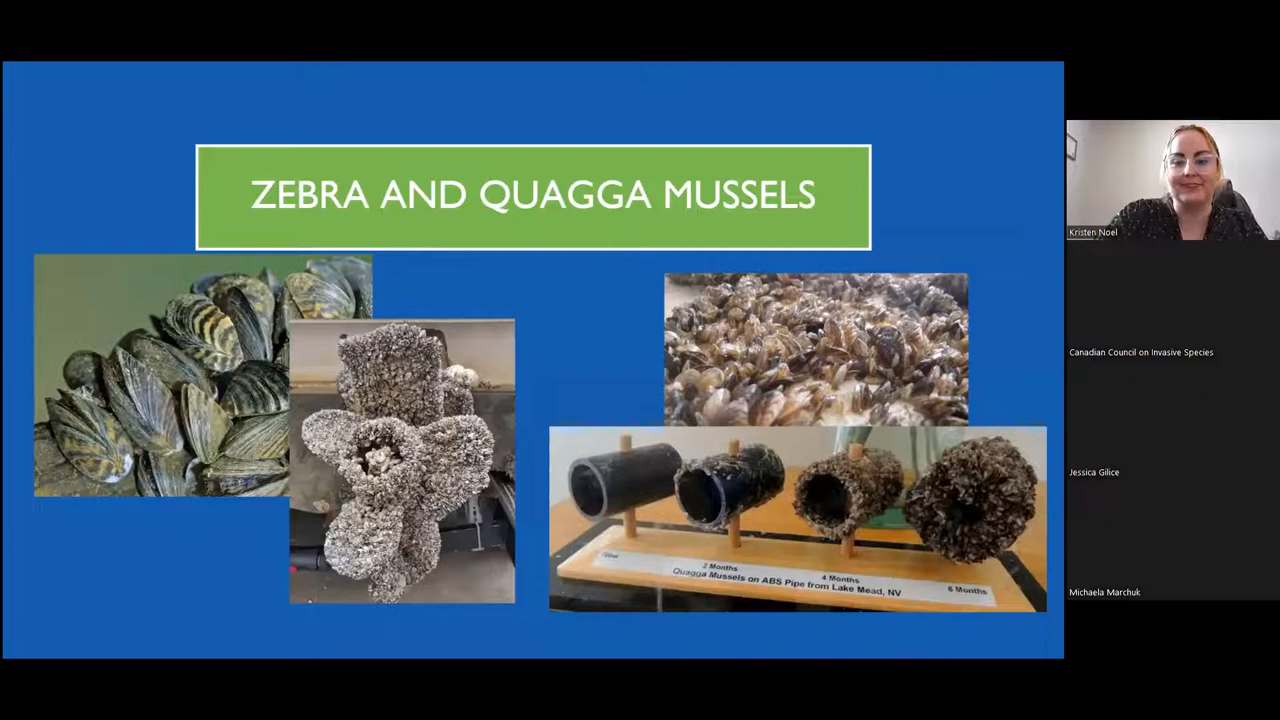 ZEBRA AND QUAGGA MUSSELS
2 Months
4 Months
6 Months
Quagga Mussels on ABS Pipe from Lake Mead, NV
Kristen Noel
Canadian Council on Invasive Species
Jessica Gilice
Michaela Marchuk